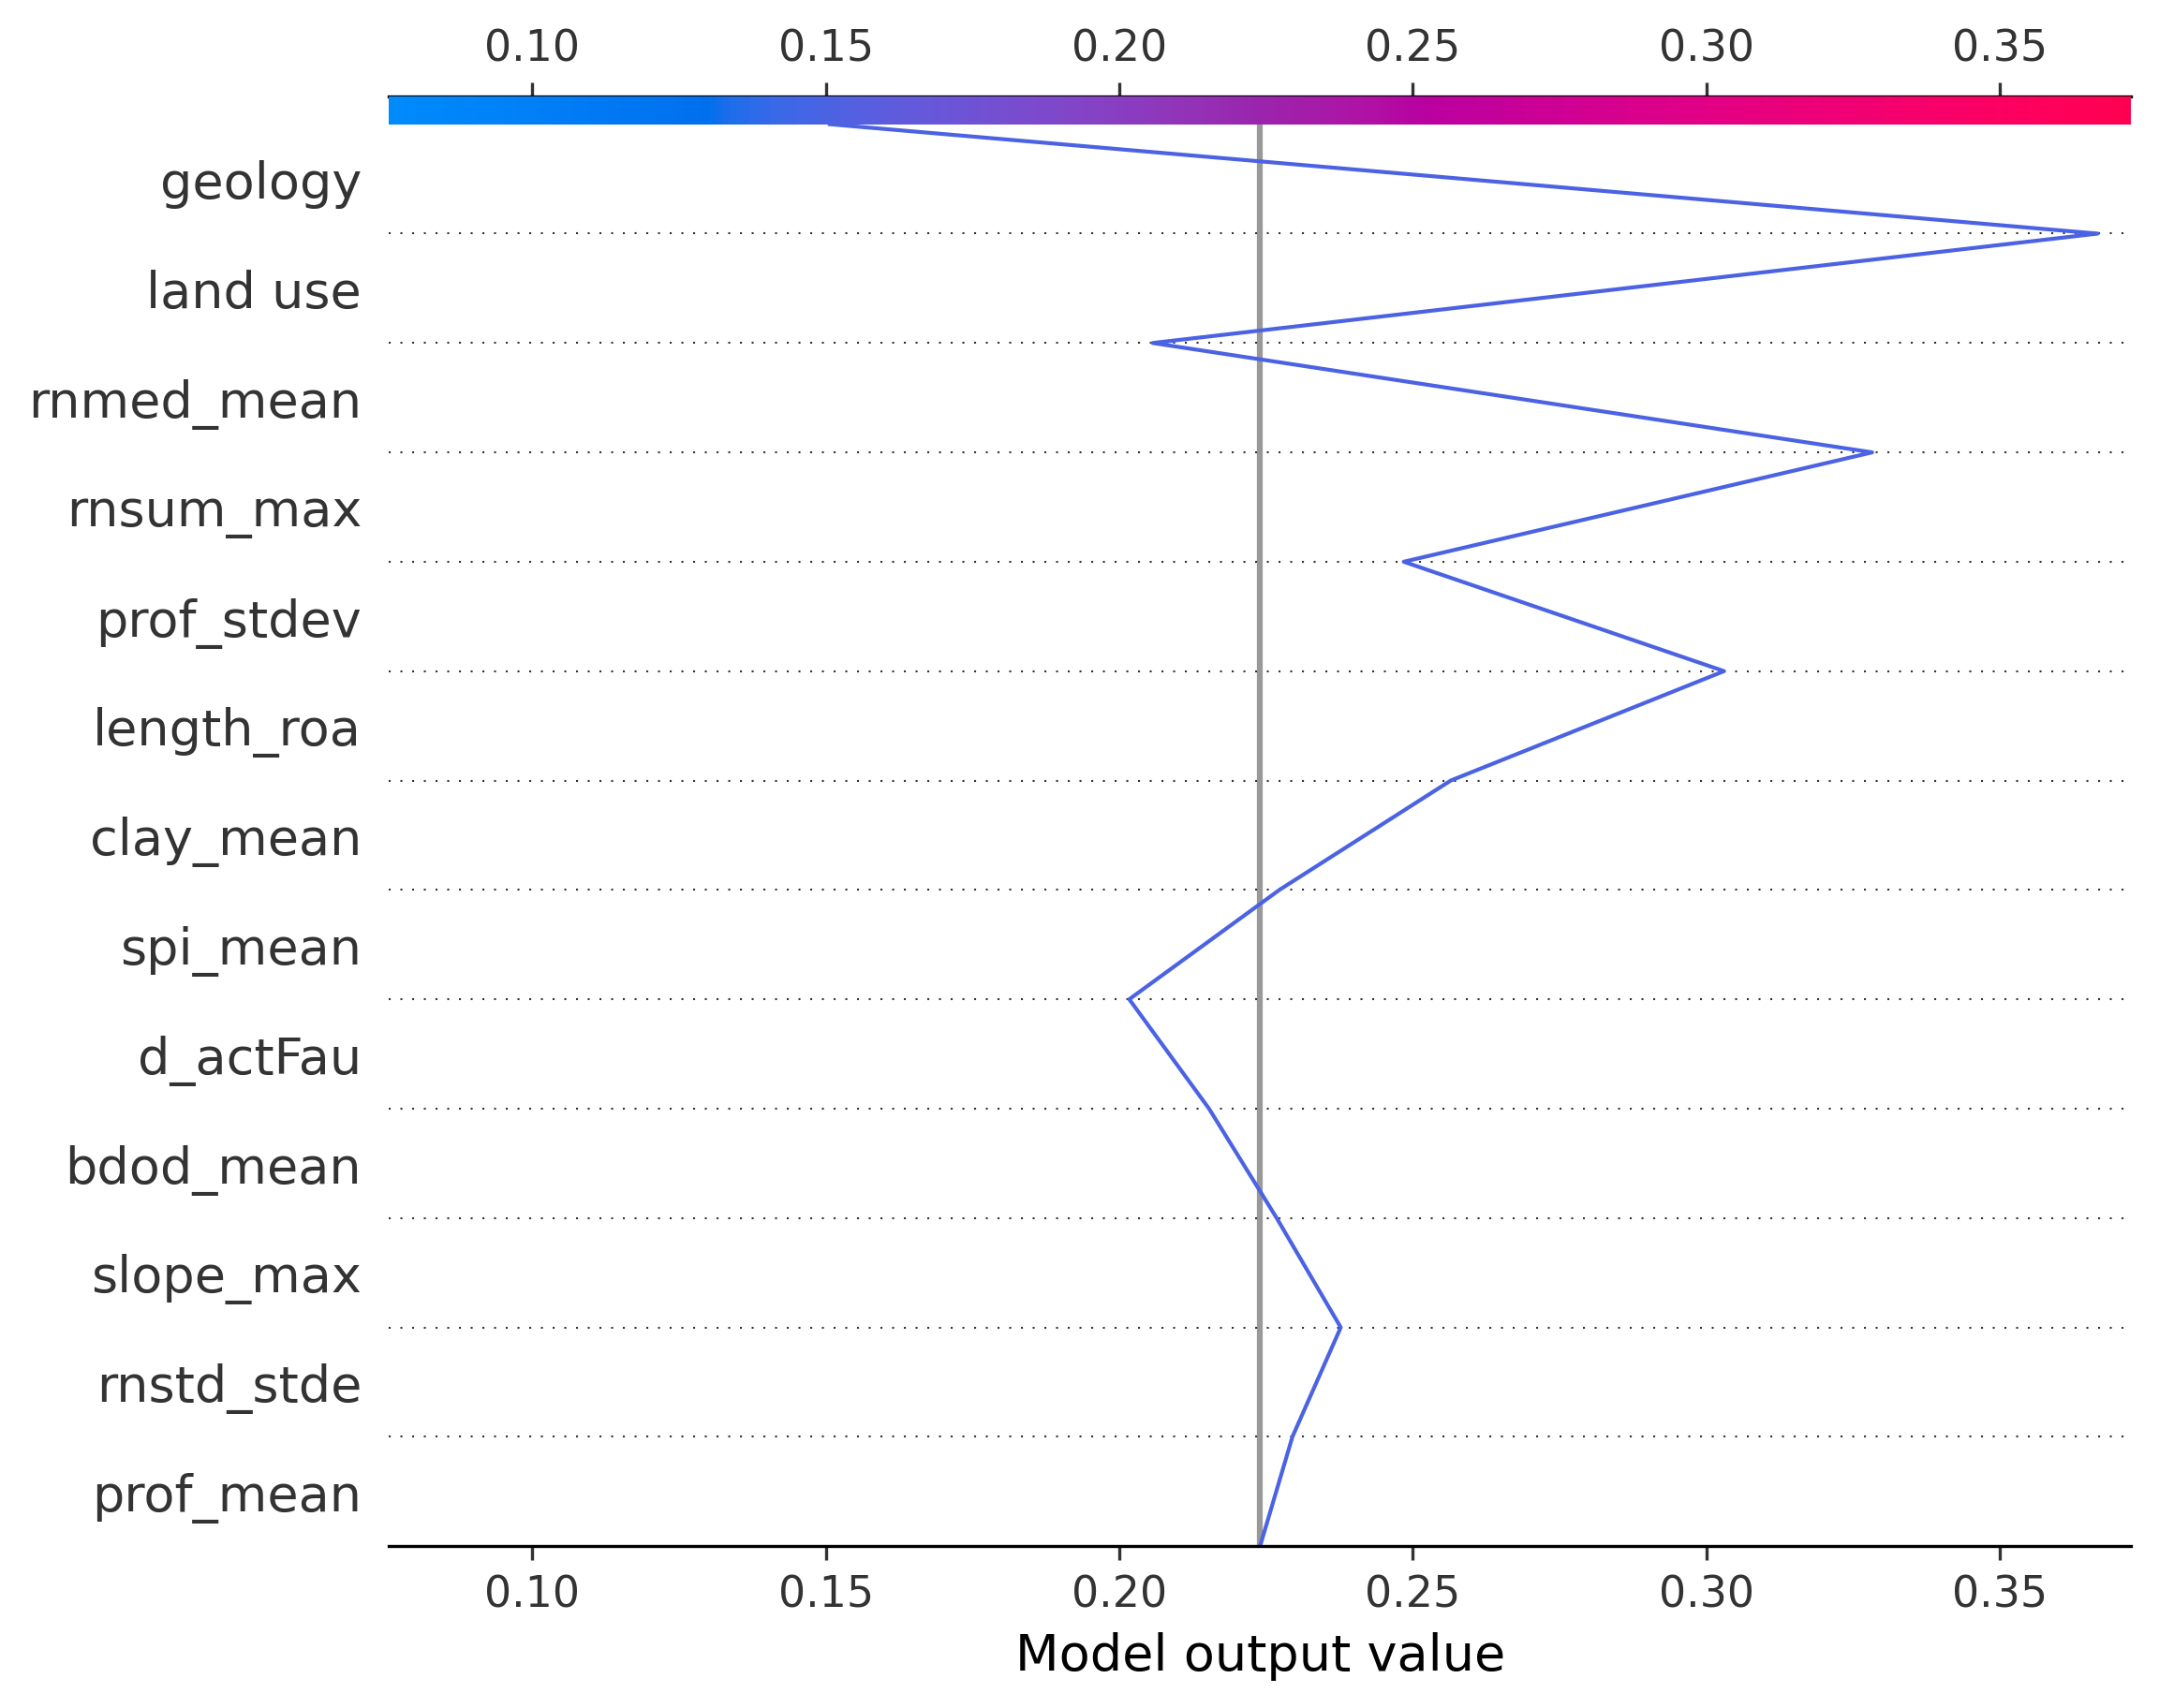 0.10 0.15 0.20 0.25 0.30 0.35
geology
land use
rnmed_mean
rnsum_max
prof_stdev
length_roa
clay_mean
spi_mean
d_actFau
bdod_mean
slope_max
rnstd_stde
prof_mean
0.10 0.15 0.20 0.25 0.30 0.35
Model output value